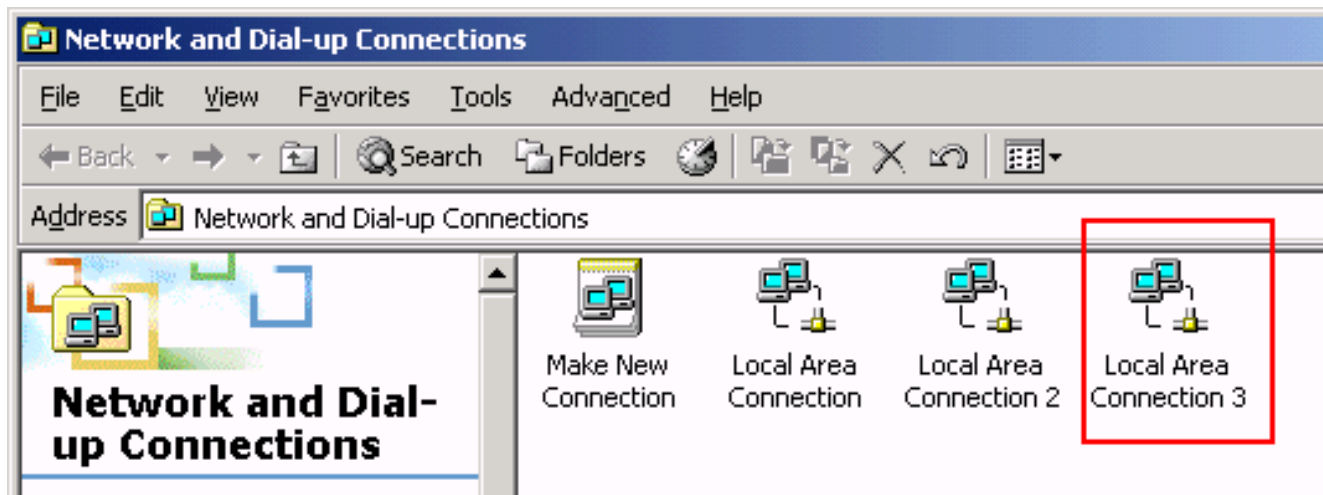 Network and Dial-up Connections
File Edit View Favorites Tools Advanced Help
Back Search Folders
Address Network and Dial-up Connections
Network and Dial-
up Connections
Make New
Connection
Local Area
Connection
Local Area
Connection 2
Local Area
Connection 3